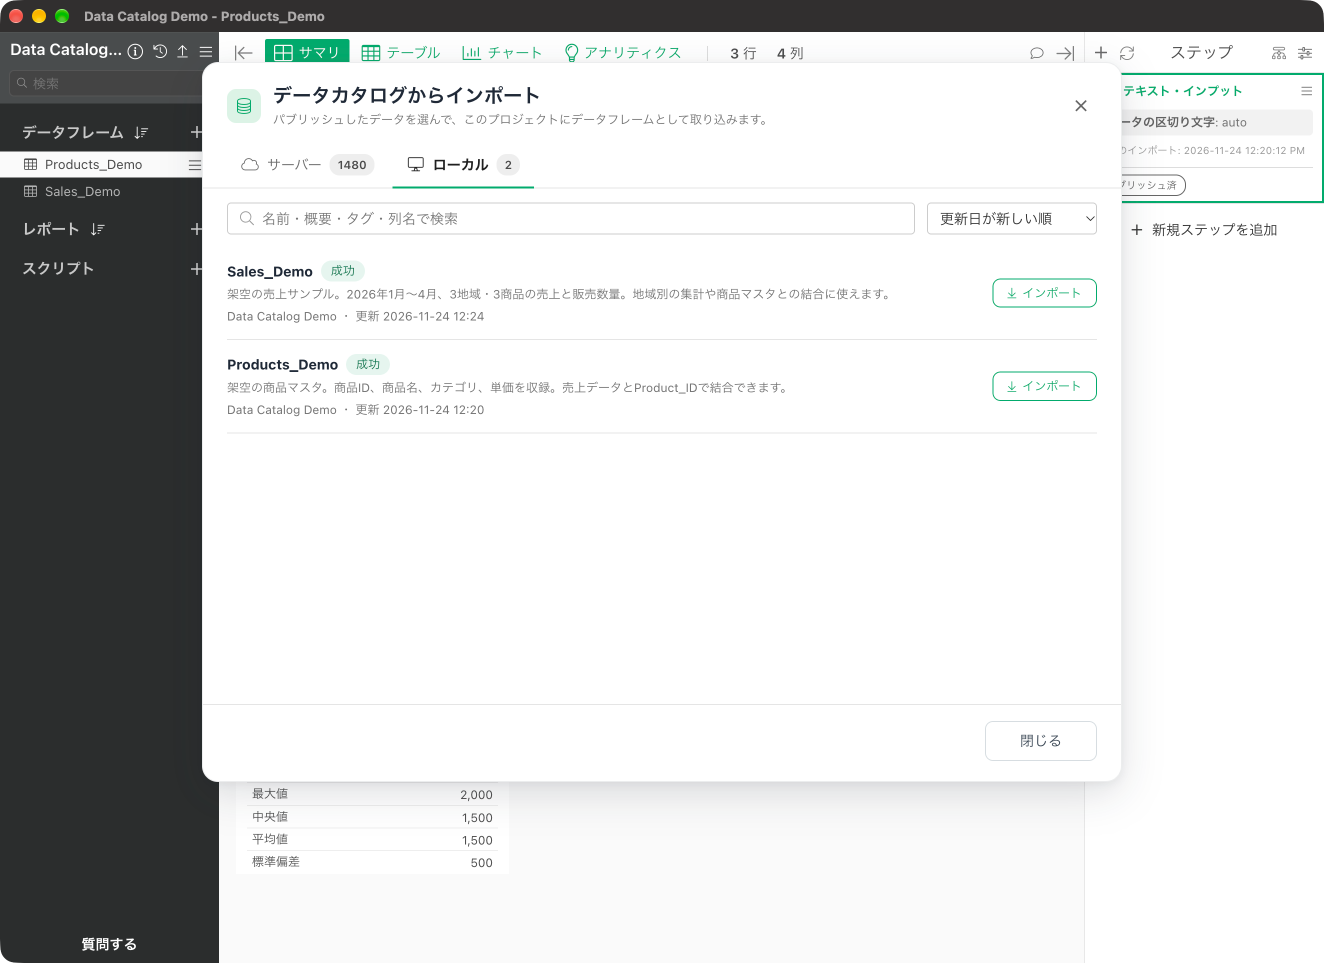 Data Catalog Demo - Products_Demo
Data Catalog...
検索
データフレーム
Products_Demo
Sales_Demo
レポート
スクリプト
質問する
サマリ
テーブル
チャート
アナリティクス
3 行
4 列
ステップ
データカタログからインポート
パブリッシュしたデータを選んで、このプロジェクトにデータフレームとして取り込みます。
サーバー 1480
ローカル 2
名前・概要・タグ・列名で検索
更新日が新しい順
Sales_Demo 成功
架空の売上サンプル。2026年1月〜4月、3地域・3商品の売上と販売数量。地域別の集計や商品マスタとの結合に使えます。
Data Catalog Demo ・ 更新 2026-11-24 12:24
インポート
Products_Demo 成功
架空の商品マスタ。商品ID、商品名、カテゴリ、単価を収録。売上データとProduct_IDで結合できます。
Data Catalog Demo ・ 更新 2026-11-24 12:20
インポート
閉じる
テキスト・インプット
ータの区切り文字: auto
のインポート: 2026-11-24 12:20:12 PM
ブリッシュ済
新規ステップを追加
最大値 2,000
中央値 1,500
平均値 1,500
標準偏差 500